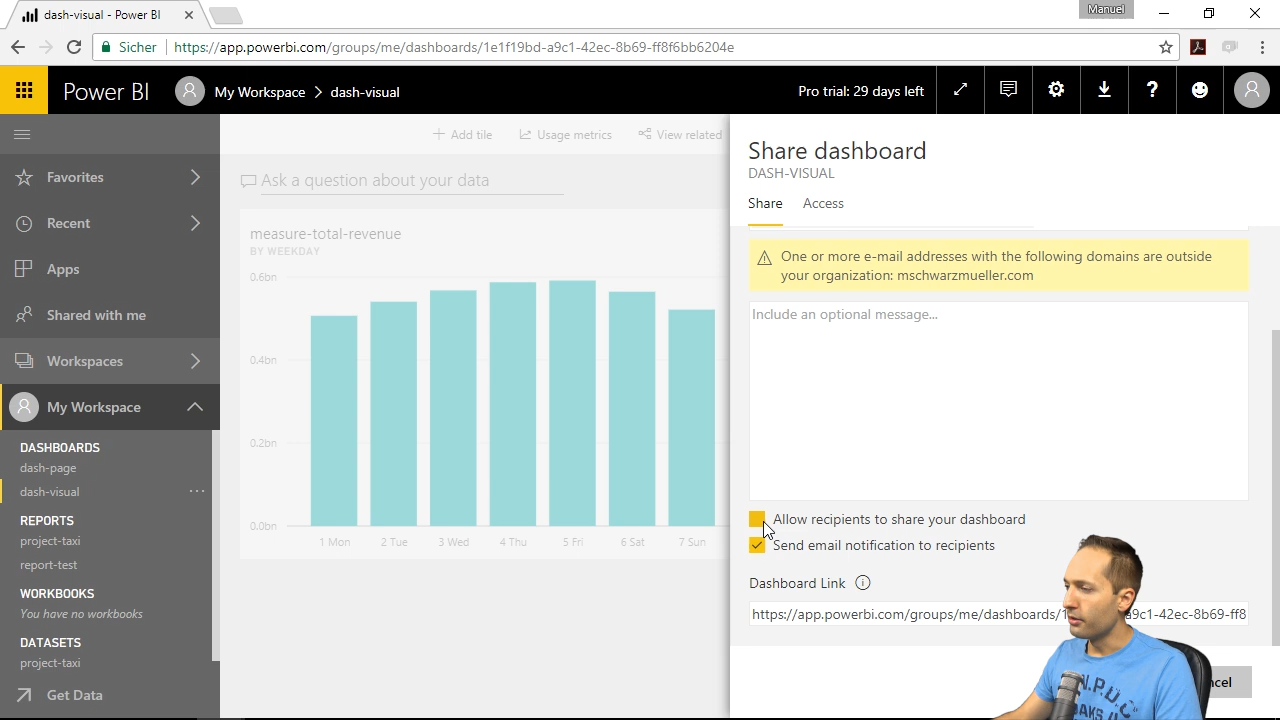 dash-visual - Power BI
Manuel
Sicher
https://app.powerbi.com/groups/me/dashboards/1e1f19bd-a9c1-42ec-8b69-ff8f6bb6204e
Power BI
My Workspace > dash-visual
Pro trial: 29 days left
Favorites
Recent
Apps
Shared with me
Workspaces
My Workspace
DASHBOARDS
dash-page
dash-visual
REPORTS
project-taxi
report-test
WORKBOOKS
You have no workbooks
DATASETS
project-taxi
Get Data
Add tile
Usage metrics
View related
Ask a question about your data
measure-total-revenue
BY WEEKDAY
0.6bn
0.4bn
0.2bn
0.0bn
1 Mon 2 Tue 3 Wed 4 Thu 5 Fri 6 Sat 7 Sun
Share dashboard
DASH-VISUAL
Share Access
One or more e-mail addresses with the following domains are outside
your organization: mschwarzmueller.com
Include an optional message...
Allow recipients to share your dashboard
Send email notification to recipients
Dashboard Link
https://app.powerbi.com/groups/me/dashboards/1 a9c1-42ec-8b69-ff8